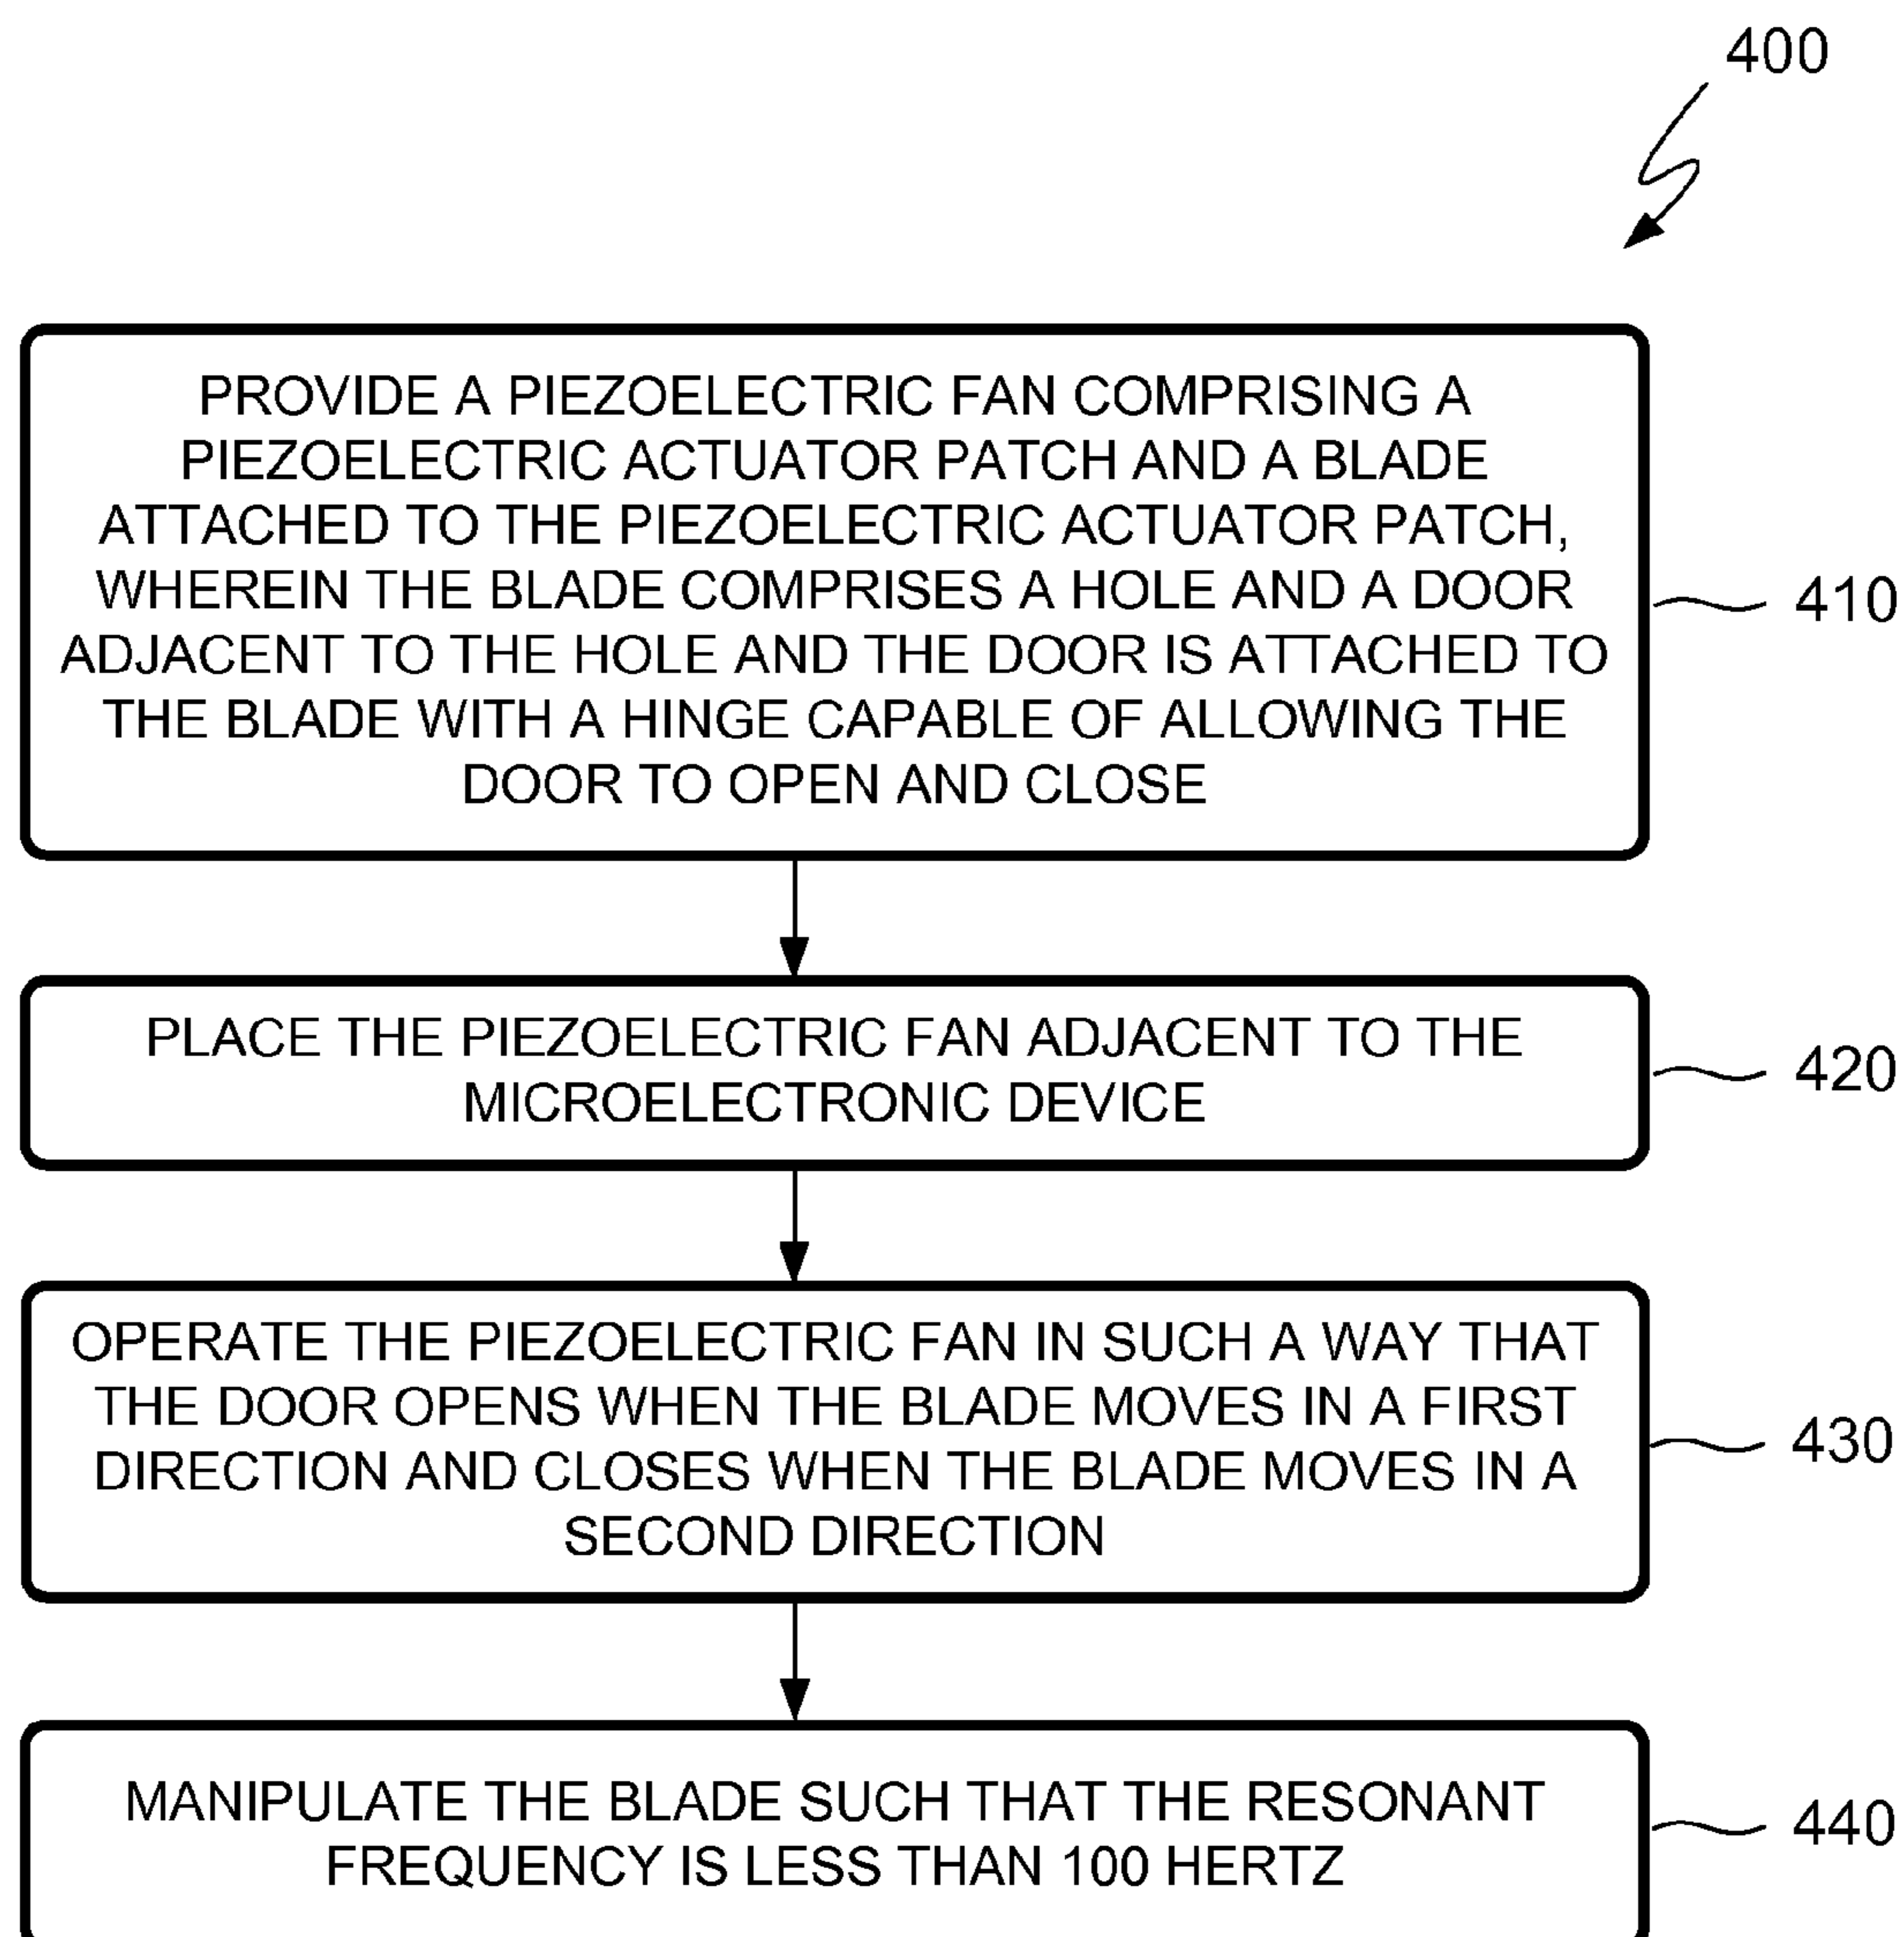 400
PROVIDE A PIEZOELECTRIC FAN COMPRISING A
PIEZOELECTRIC ACTUATOR PATCH AND A BLADE
ATTACHED TO THE PIEZOELECTRIC ACTUATOR PATCH,
WHEREIN THE BLADE COMPRISES A HOLE AND A DOOR
ADJACENT TO THE HOLE AND THE DOOR IS ATTACHED TO
THE BLADE WITH A HINGE CAPABLE OF ALLOWING THE
DOOR TO OPEN AND CLOSE
410
PLACE THE PIEZOELECTRIC FAN ADJACENT TO THE
MICROELECTRONIC DEVICE
420
OPERATE THE PIEZOELECTRIC FAN IN SUCH A WAY THAT
THE DOOR OPENS WHEN THE BLADE MOVES IN A FIRST
DIRECTION AND CLOSES WHEN THE BLADE MOVES IN A
SECOND DIRECTION
430
MANIPULATE THE BLADE SUCH THAT THE RESONANT
FREQUENCY IS LESS THAN 100 HERTZ
440